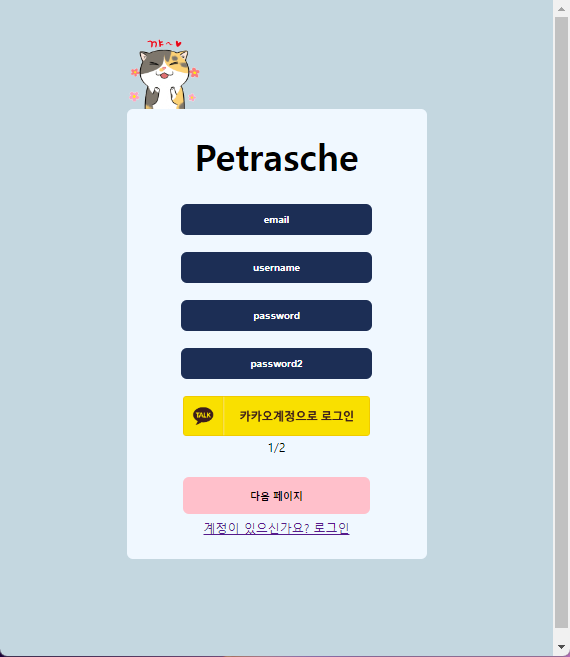 냐~♥
Petrasche
email
username
password
password2
TALK 카카오계정으로 로그인
1/2
다음 페이지
계정이 있으신가요? 로그인